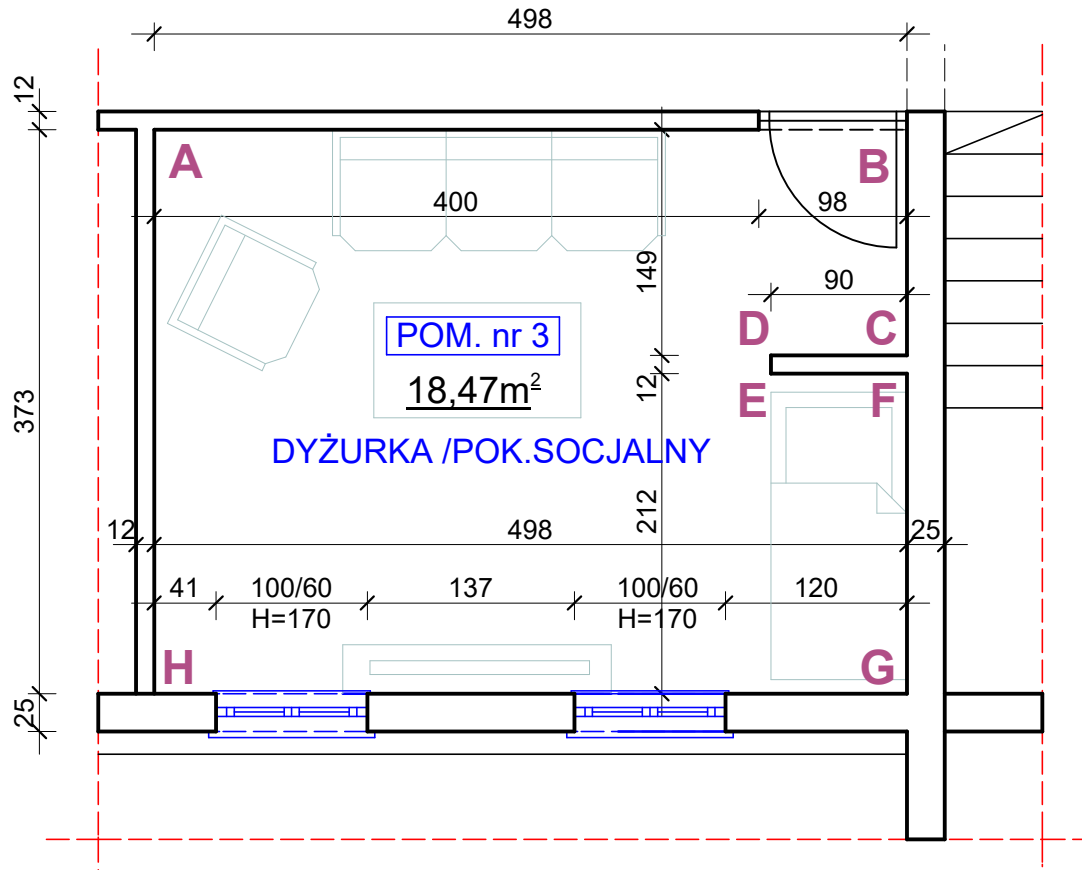 498
12
A
B
400
98
149
90
D
C
POM. nr 3
18,47m²
12
E
F
373
DYŻURKA /POK.SOCJALNY
212
12
498
25
41
100/60
137
100/60
120
H=170
H=170
H
G
25